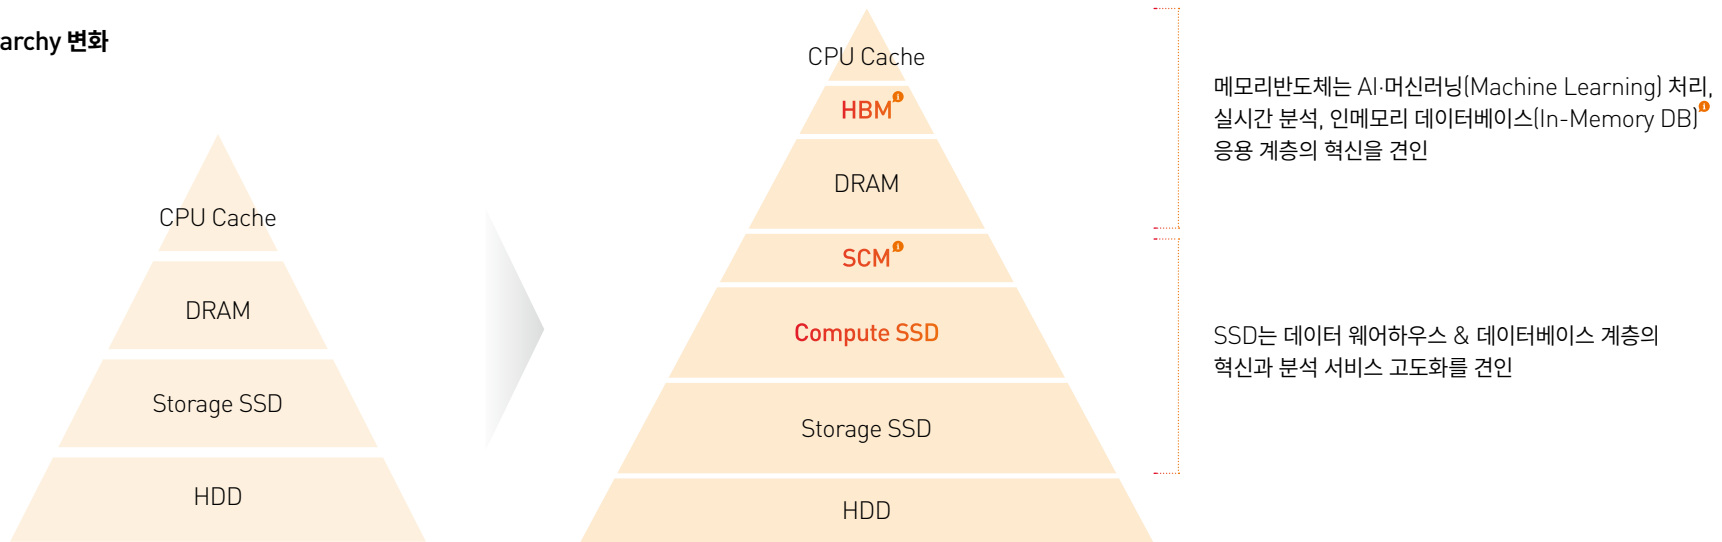 archy 변화
CPU Cache
DRAM
Storage SSD
HDD
CPU Cache
HBM
DRAM
SCM
Compute SSD
Storage SSD
HDD
메모리반도체는 AI·머신러닝(Machine Learning) 처리,
실시간 분석, 인메모리 데이터베이스(In-Memory DB)
응용 계층의 혁신을 견인
SSD는 데이터 웨어하우스 & 데이터베이스 계층의
혁신과 분석 서비스 고도화를 견인